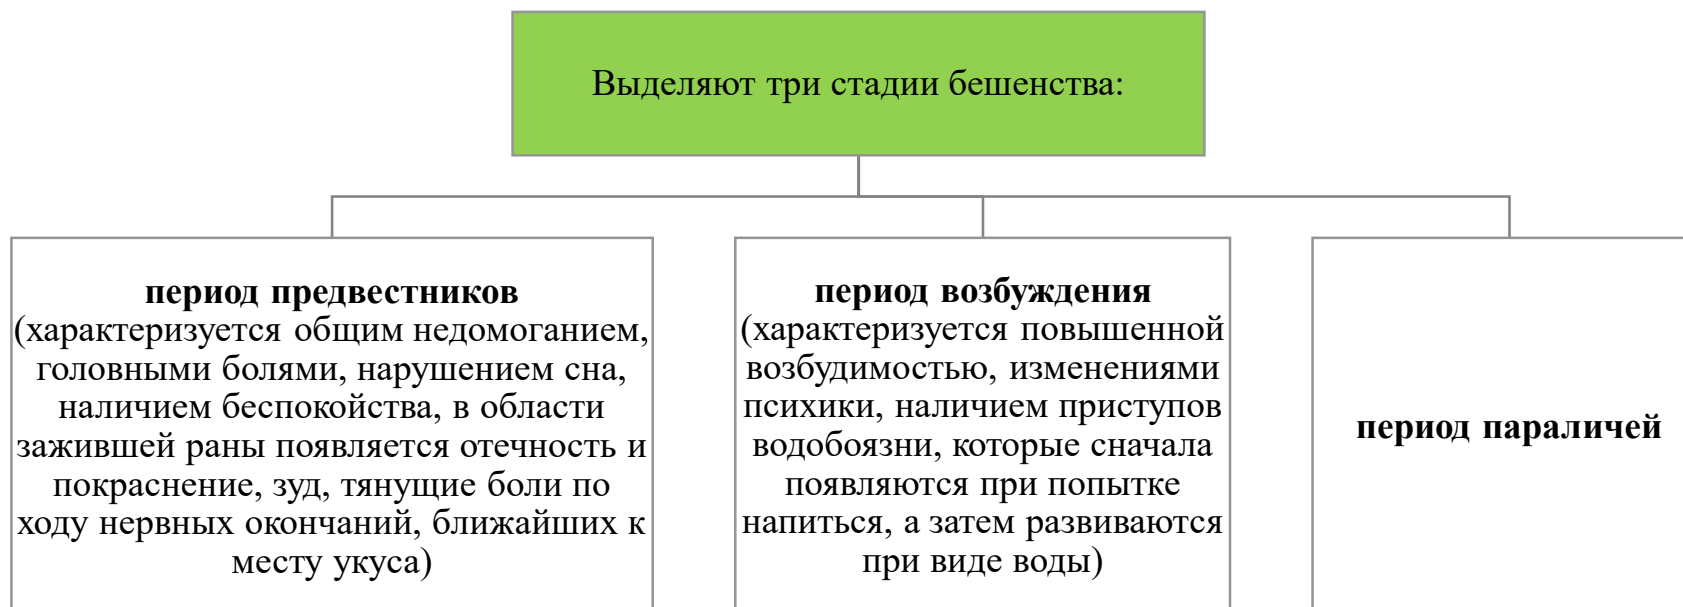 Выделяют три стадии бешенства:
период предвестников
(характеризуется общим недомоганием,
головными болями, нарушением сна,
наличием беспокойства, в области
зажившей раны появляется отечность и
покраснение, зуд, тянущие боли по
ходу нервных окончаний, ближайших к
месту укуса)
период возбуждения
(характеризуется повышенной
возбудимостью, изменениями
психики, наличием приступов
водобоязни, которые сначала
появляются при попытке
напиться, а затем развиваются
при виде воды)
период параличей